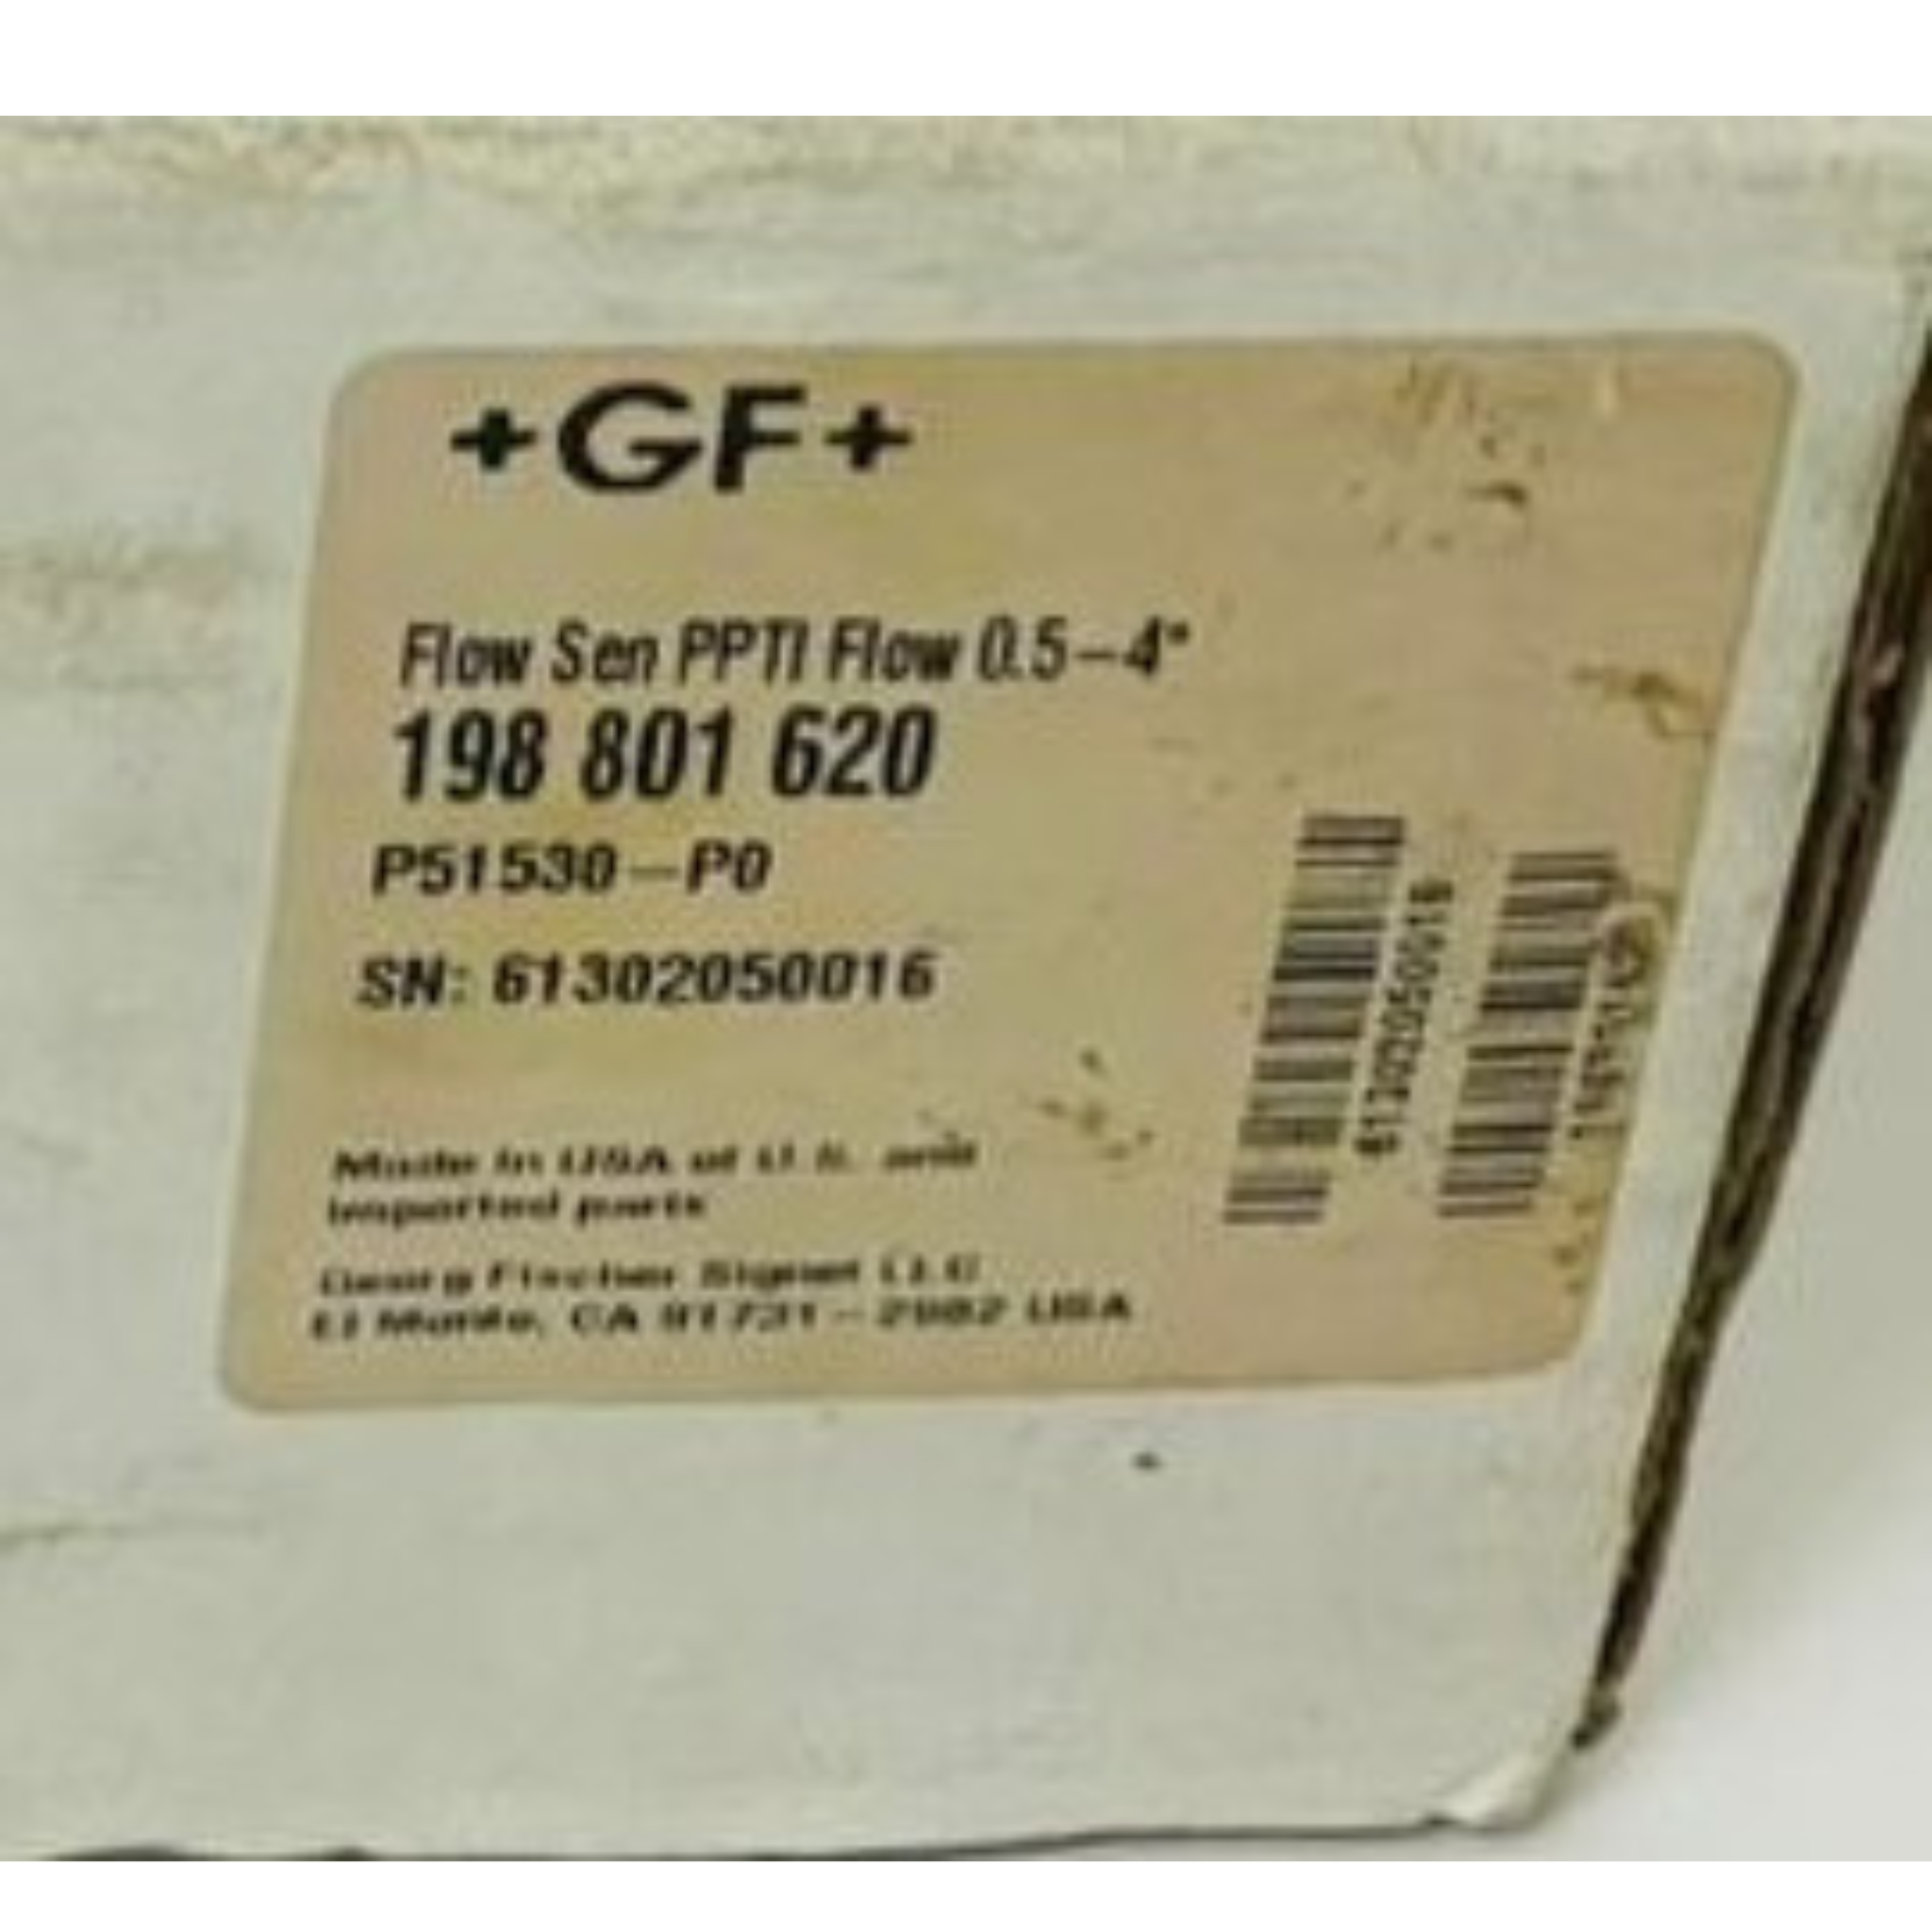 +GF+
Flow Sen PPTI Flow 0.5-4"
198 801 620
P51530-P0
SN: 61302050016
Made in USA of U.S. and
imported parts
Georg Fischer Signet LLC
El Monte, CA 91731-2882 USA
61302050016